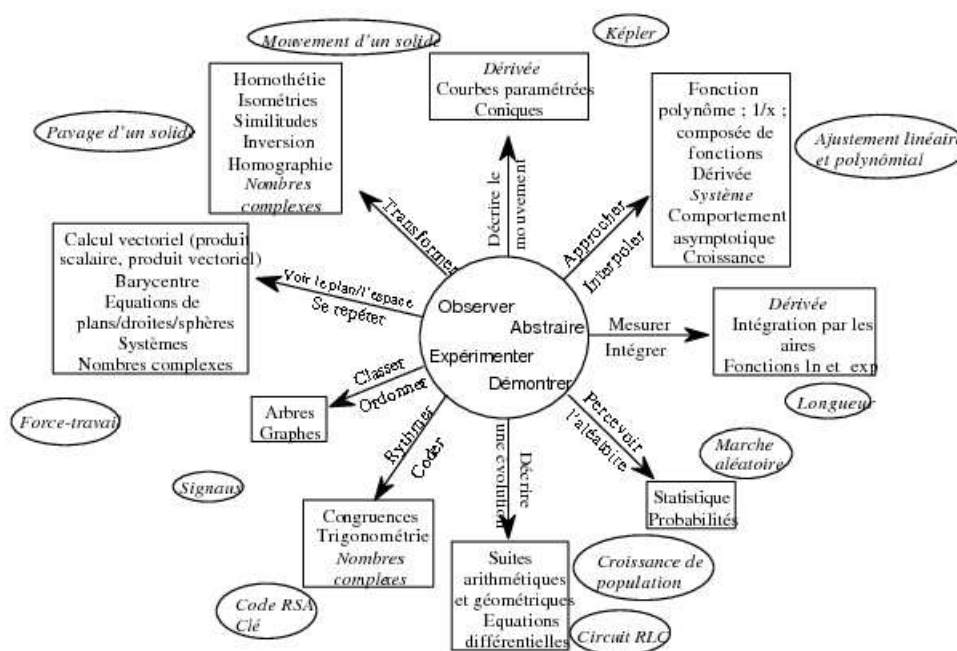 Mouvement d'un solide
Képler
Homothétie
Isométries
Similitudes
Inversion
Homographie
Nombres
complexes
Dérivée
Courbes paramétrées
Coniques
Fonction
polynôme ; 1/x ;
composée de
fonctions
Dérivée
Système
Comportement
asymptotique
Croissance
Pavage d'un solide
Ajustement linéaire
et polynômial
Transformer
Décrire le
mouvement
Approcher
Interpoler
Calcul vectoriel (produit
scalaire, produit vectoriel)
Barycentre
Equations de
plans/droites/sphères
Systèmes
Nombres complexes
Voir le plan/l'espace
Se repérer
Observer
Abstraire
Expérimenter
Démontrer
Mesurer
Intégrer
Dérivée
Intégration par les
aires
Fonctions ln et exp
Longueur
Classer
Ordonner
Arbres
Graphes
Force-travail
Rythmer
Coder
Décrire
une évolution
Percevoir
l'aléatoire
Marche
aléatoire
Statistique
Probabilités
Signaux
Congruences
Trigonométrie
Nombres
complexes
Suites
arithmétiques
et géométriques
Equations
différentielles
Croissance de
population
Circuit RLC
Code RSA
Clé